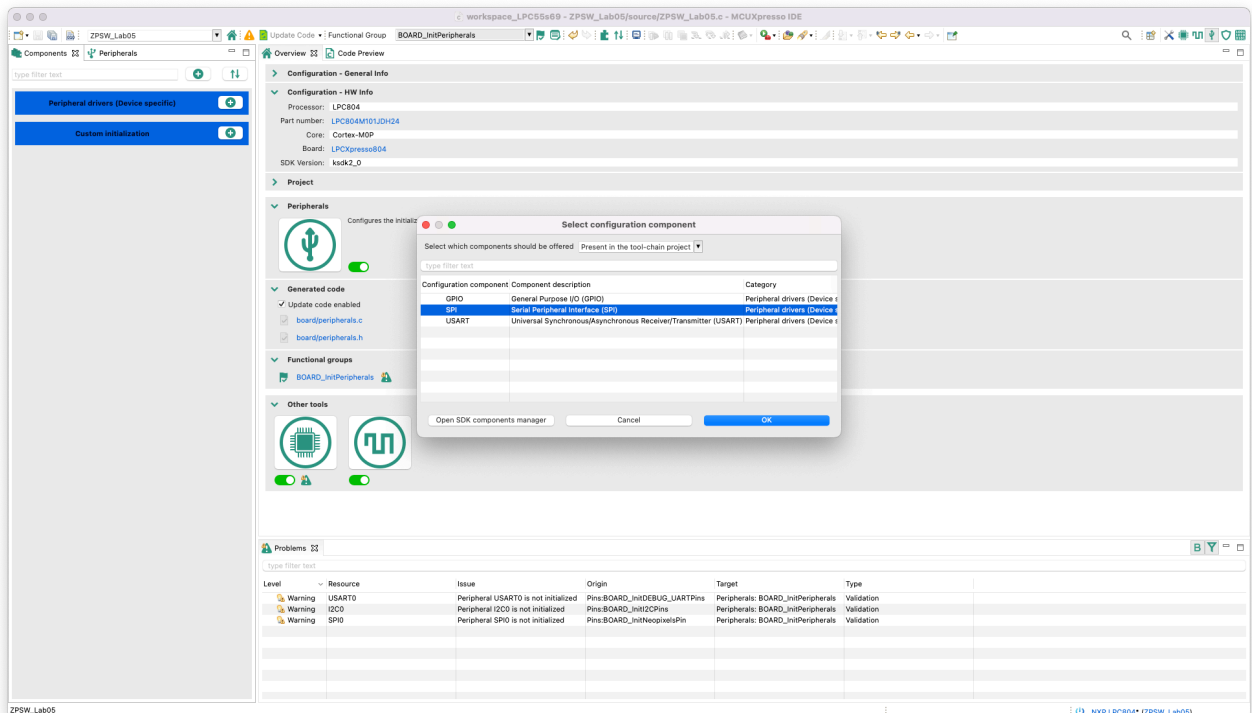 workspace_LPC55s69 - ZPSW_Lab05/source/ZPSW_Lab05.c - MCUXpresso IDE
ZPSW_Lab05 Update Code Functional Group BOARD_InitPeripherals
Components Peripherals
type filter text
Peripheral drivers (Device specific)
Custom initialization
Overview Code Preview
Configuration - General Info
Configuration - HW Info
Processor: LPC804
Part number: LPC804M101JDH24
Core: Cortex-M0P
Board: LPCXpresso804
SDK Version: ksdk2_0
Project
Peripherals
Configures the initializ
Generated code
Update code enabled
board/peripherals.c
board/peripherals.h
Functional groups
BOARD_InitPeripherals
Other tools
Select configuration component
Select which components should be offered Present in the tool-chain project
type filter text
Configuration component Component description Category
GPIO General Purpose I/O (GPIO) Peripheral drivers (Device s
SPI Serial Peripheral Interface (SPI) Peripheral drivers (Device s
USART Universal Synchronous/Asynchronous Receiver/Transmitter (USART) Peripheral drivers (Device s
Open SDK components manager Cancel OK
Problems
type filter text
Level Resource Issue Origin Target Type
Warning USART0 Peripheral USART0 is not initialized Pins:BOARD_InitDEBUG_UARTPins Peripherals: BOARD_InitPeripherals Validation
Warning I2C0 Peripheral I2C0 is not initialized Pins:BOARD_InitI2CPins Peripherals: BOARD_InitPeripherals Validation
Warning SPI0 Peripheral SPI0 is not initialized Pins:BOARD_InitNeopixelsPin Peripherals: BOARD_InitPeripherals Validation
ZPSW_Lab05 NXP LPC804* (ZPSW_Lab05)